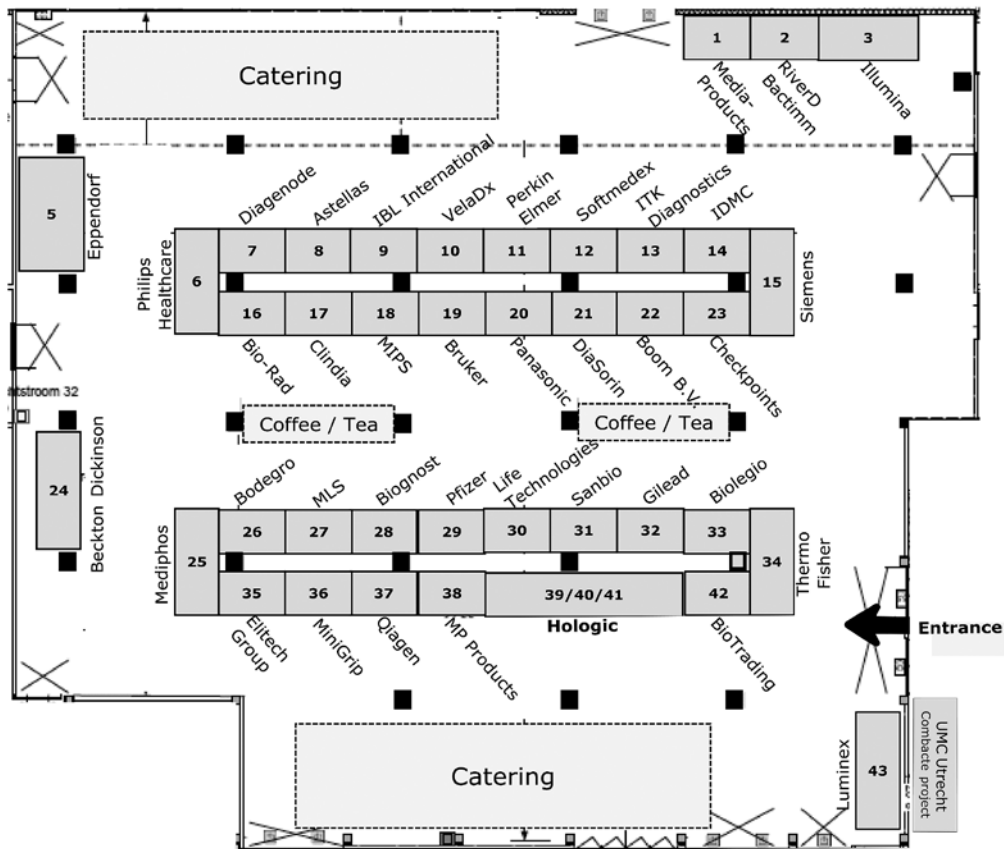 1
2
3
Catering
Media-
Products
RiverD
Bactimm
Illumina
5
Eppendorf
Diagenode
Astellas
IBL International
VelaDx
Perkin
Elmer
Softmedex
ITK
Diagnostics
IDMC
Philips
Healthcare
6
7
8
9
10
11
12
13
14
15
Siemens
16
17
18
19
20
21
22
23
Bio-Rad
Clindia
MIPS
Bruker
Panasonic
DiaSorin
Boom B.V.
Checkpoints
htstroom 32
Coffee / Tea
Coffee / Tea
24
Beckton Dickinson
Bodegro
MLS
Biognost
Pfizer
Life
Technologies
Sanbio
Gilead
Biolegio
Mediphos
25
26
27
28
29
30
31
32
33
34
Thermo
Fisher
35
36
37
38
39/40/41
42
Elitech
Group
MiniGrip
Qiagen
MP Products
Hologic
BioTrading
Entrance
Catering
Luminex
43
UMC Utrecht
Combacte project